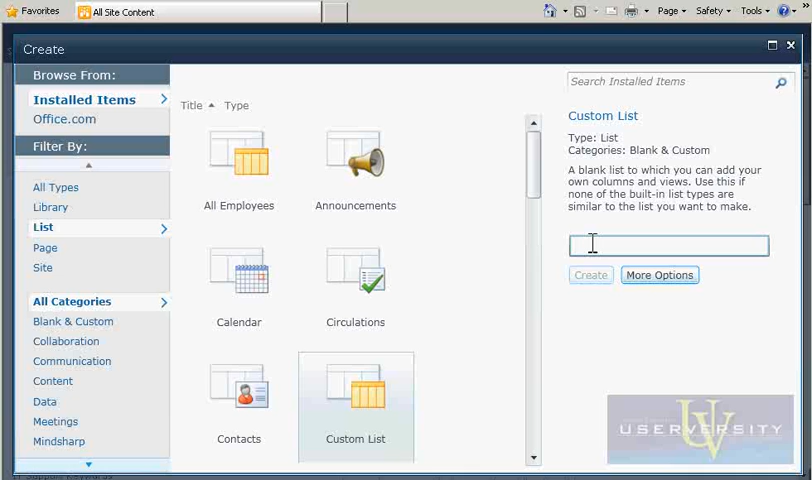 Favorites
All Site Content
Page
Safety
Tools
Create
Browse From:
Installed Items
Office.com
Filter By:
All Types
Library
List
Page
Site
All Categories
Blank & Custom
Collaboration
Communication
Content
Data
Meetings
Mindsharp
Title
Type
All Employees
Announcements
Calendar
Circulations
Contacts
Custom List
Search Installed Items
Custom List
Type: List
Categories: Blank & Custom
A blank list to which you can add your
own columns and views. Use this if
none of the built-in list types are
similar to the list you want to make.
Create
More Options
USERVERSITY